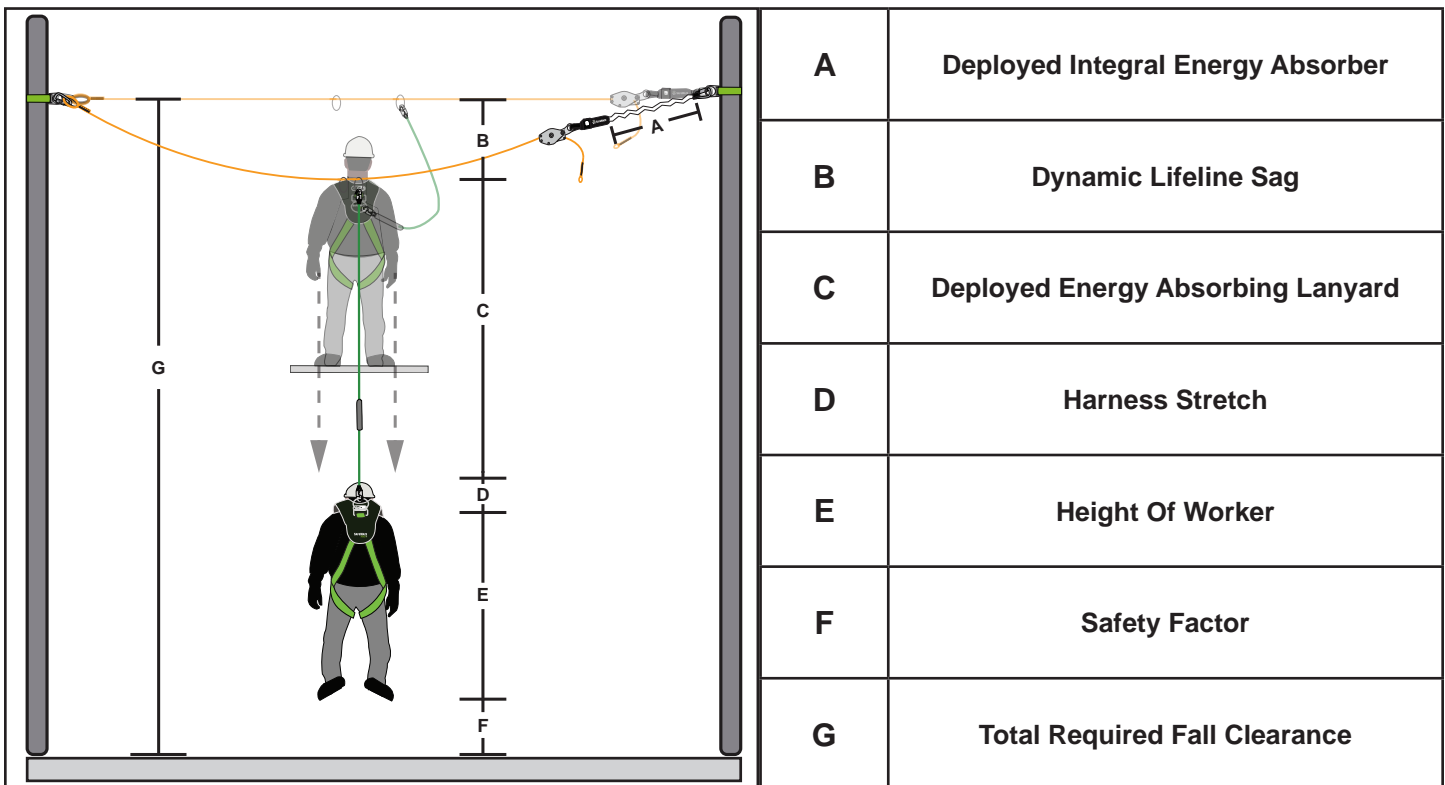 A
B
C
G
D
E
F
A Deployed Integral Energy Absorber
B Dynamic Lifeline Sag
C Deployed Energy Absorbing Lanyard
D Harness Stretch
E Height Of Worker
F Safety Factor
G Total Required Fall Clearance